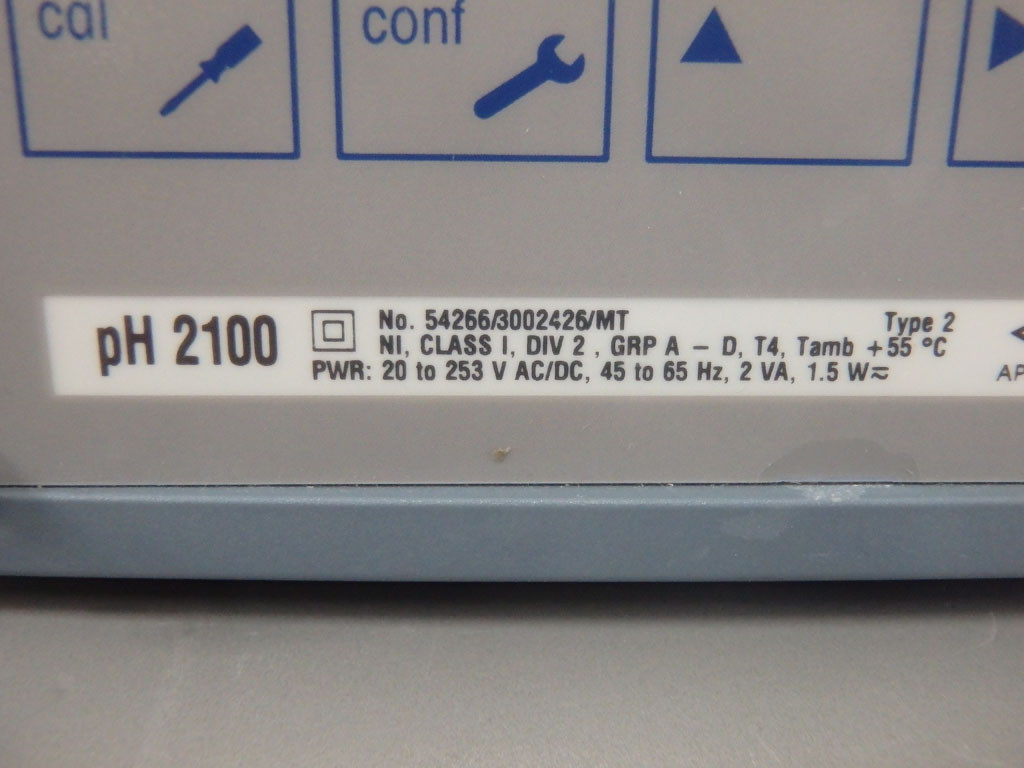 cal
conf
pH 2100
No. 54266/3002426/MT Type 2
NI, CLASS I, DIV 2 , GRP A – D, T4, Tamb +55 °C
PWR: 20 to 253 V AC/DC, 45 to 65 Hz, 2 VA, 1.5 W≂
AP